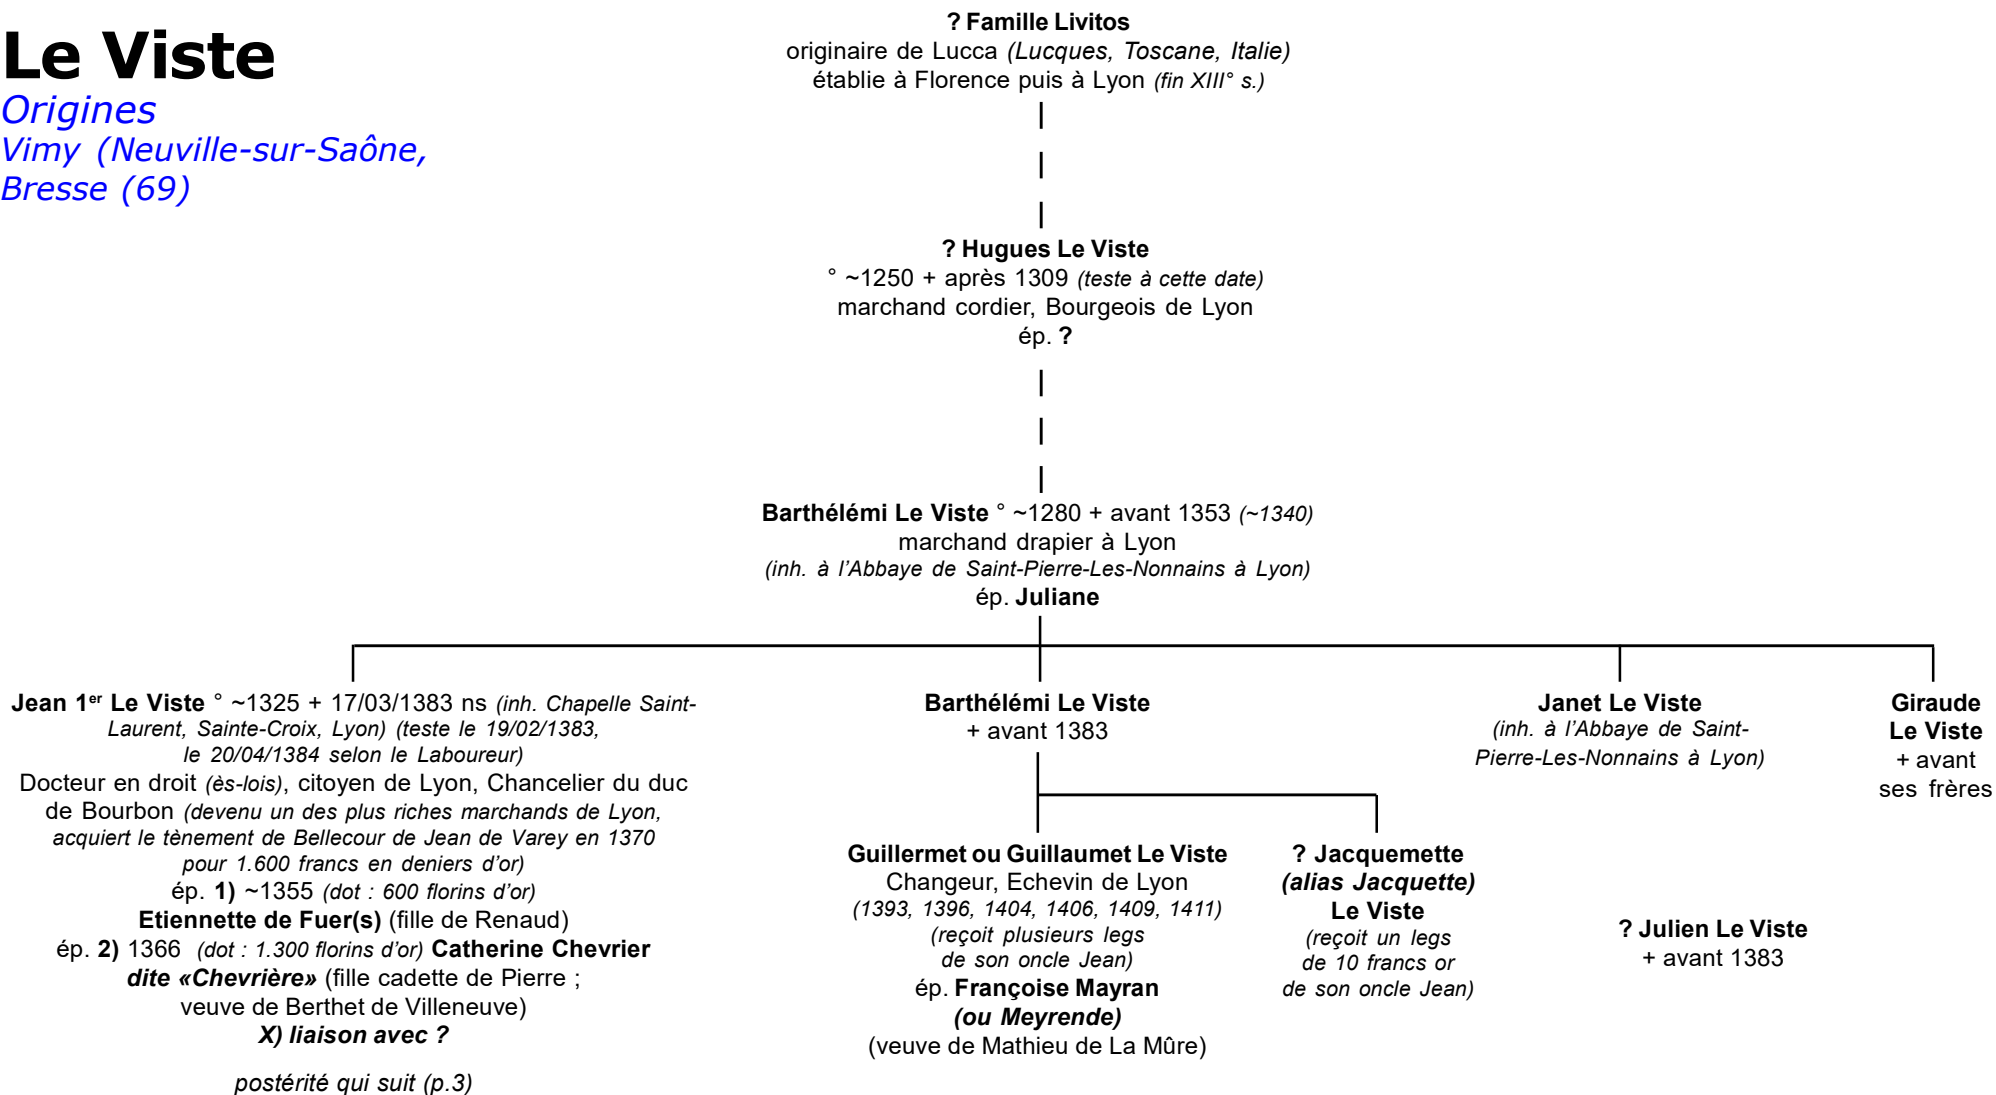 Le Viste
Origines
Vimy (Neuville-sur-Saône,
Bresse (69)
? Famille Livitos
originaire de Lucca (Lucques, Toscane, Italie)
établie à Florence puis à Lyon (fin XIII° s.)
? Hugues Le Viste
° ~1250 + après 1309 (teste à cette date)
marchand cordier, Bourgeois de Lyon
ép. ?
Barthélémi Le Viste ° ~1280 + avant 1353 (~1340)
marchand drapier à Lyon
(inh. à l'Abbaye de Saint-Pierre-Les-Nonnains à Lyon)
ép. Juliane
Jean 1er Le Viste ° ~1325 + 17/03/1383 ns (inh. Chapelle Saint-
Laurent, Sainte-Croix, Lyon) (teste le 19/02/1383,
le 20/04/1384 selon le Laboureur)
Docteur en droit (ès-lois), citoyen de Lyon, Chancelier du duc
de Bourbon (devenu un des plus riches marchands de Lyon,
acquiert le tènement de Bellecour de Jean de Varey en 1370
pour 1.600 francs en deniers d'or)
ép. 1) ~1355 (dot : 600 florins d'or)
Etiennette de Fuer(s) (fille de Renaud)
ép. 2) 1366 (dot : 1.300 florins d'or) Catherine Chevrier
dite «Chevrière» (fille cadette de Pierre ;
veuve de Berthet de Villeneuve)
X) liaison avec ?
postérité qui suit (p.3)
Barthélémi Le Viste
+ avant 1383
Guillermet ou Guillaumet Le Viste
Changeur, Echevin de Lyon
(1393, 1396, 1404, 1406, 1409, 1411)
(reçoit plusieurs legs
de son oncle Jean)
ép. Françoise Mayran
(ou Meyrende)
(veuve de Mathieu de La Mûre)
? Jacquemette
(alias Jacquette)
Le Viste
(reçoit un legs
de 10 francs or
de son oncle Jean)
Janet Le Viste
(inh. à l'Abbaye de Saint-
Pierre-Les-Nonnains à Lyon)
? Julien Le Viste
+ avant 1383
Giraude
Le Viste
+ avant
ses frères